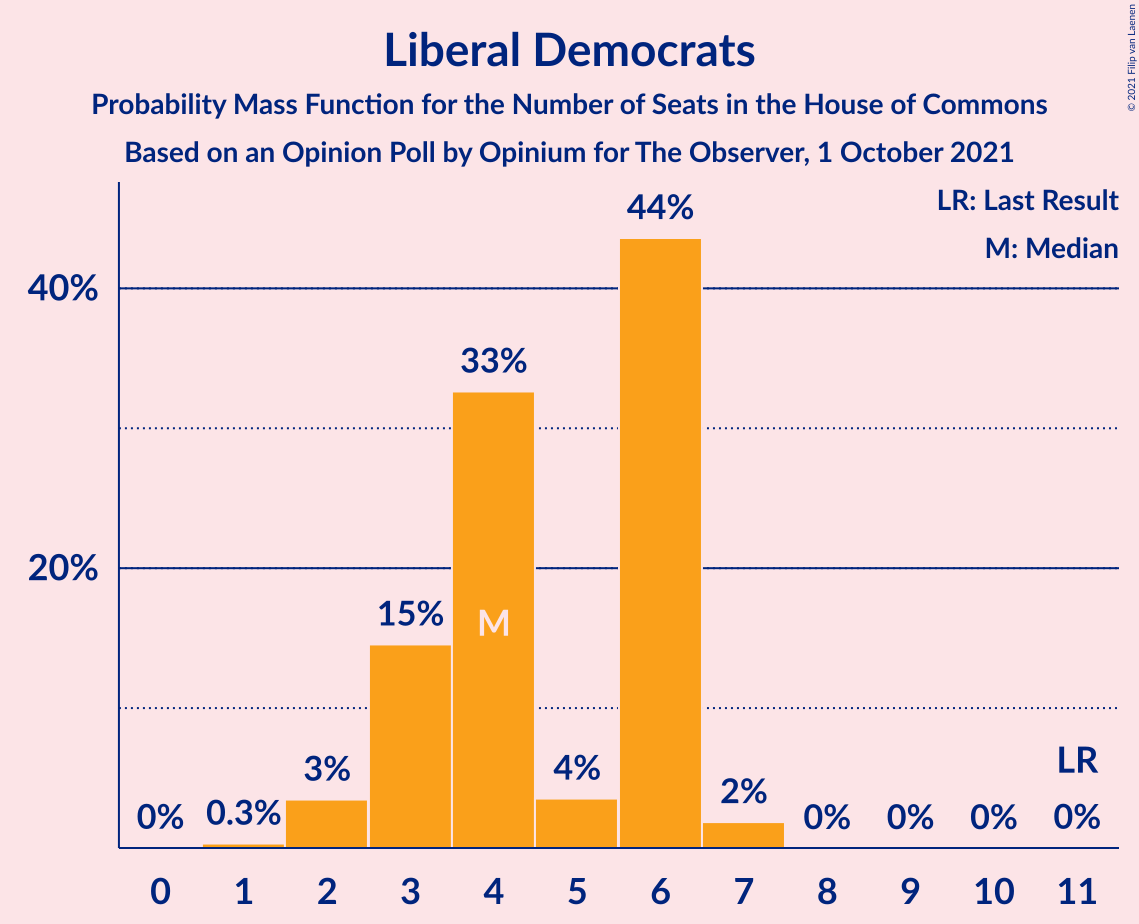 Liberal Democrats
Probability Mass Function for the Number of Seats in the House of Commons
Based on an Opinion Poll by Opinium for The Observer, 1 October 2021
© 2021 Filip van Laenen
LR: Last Result
M: Median
40%
20%
0%
0.3%
3%
15%
33%
M
4%
44%
2%
0%
0%
0%
LR
0%
0 1 2 3 4 5 6 7 8 9 10 11